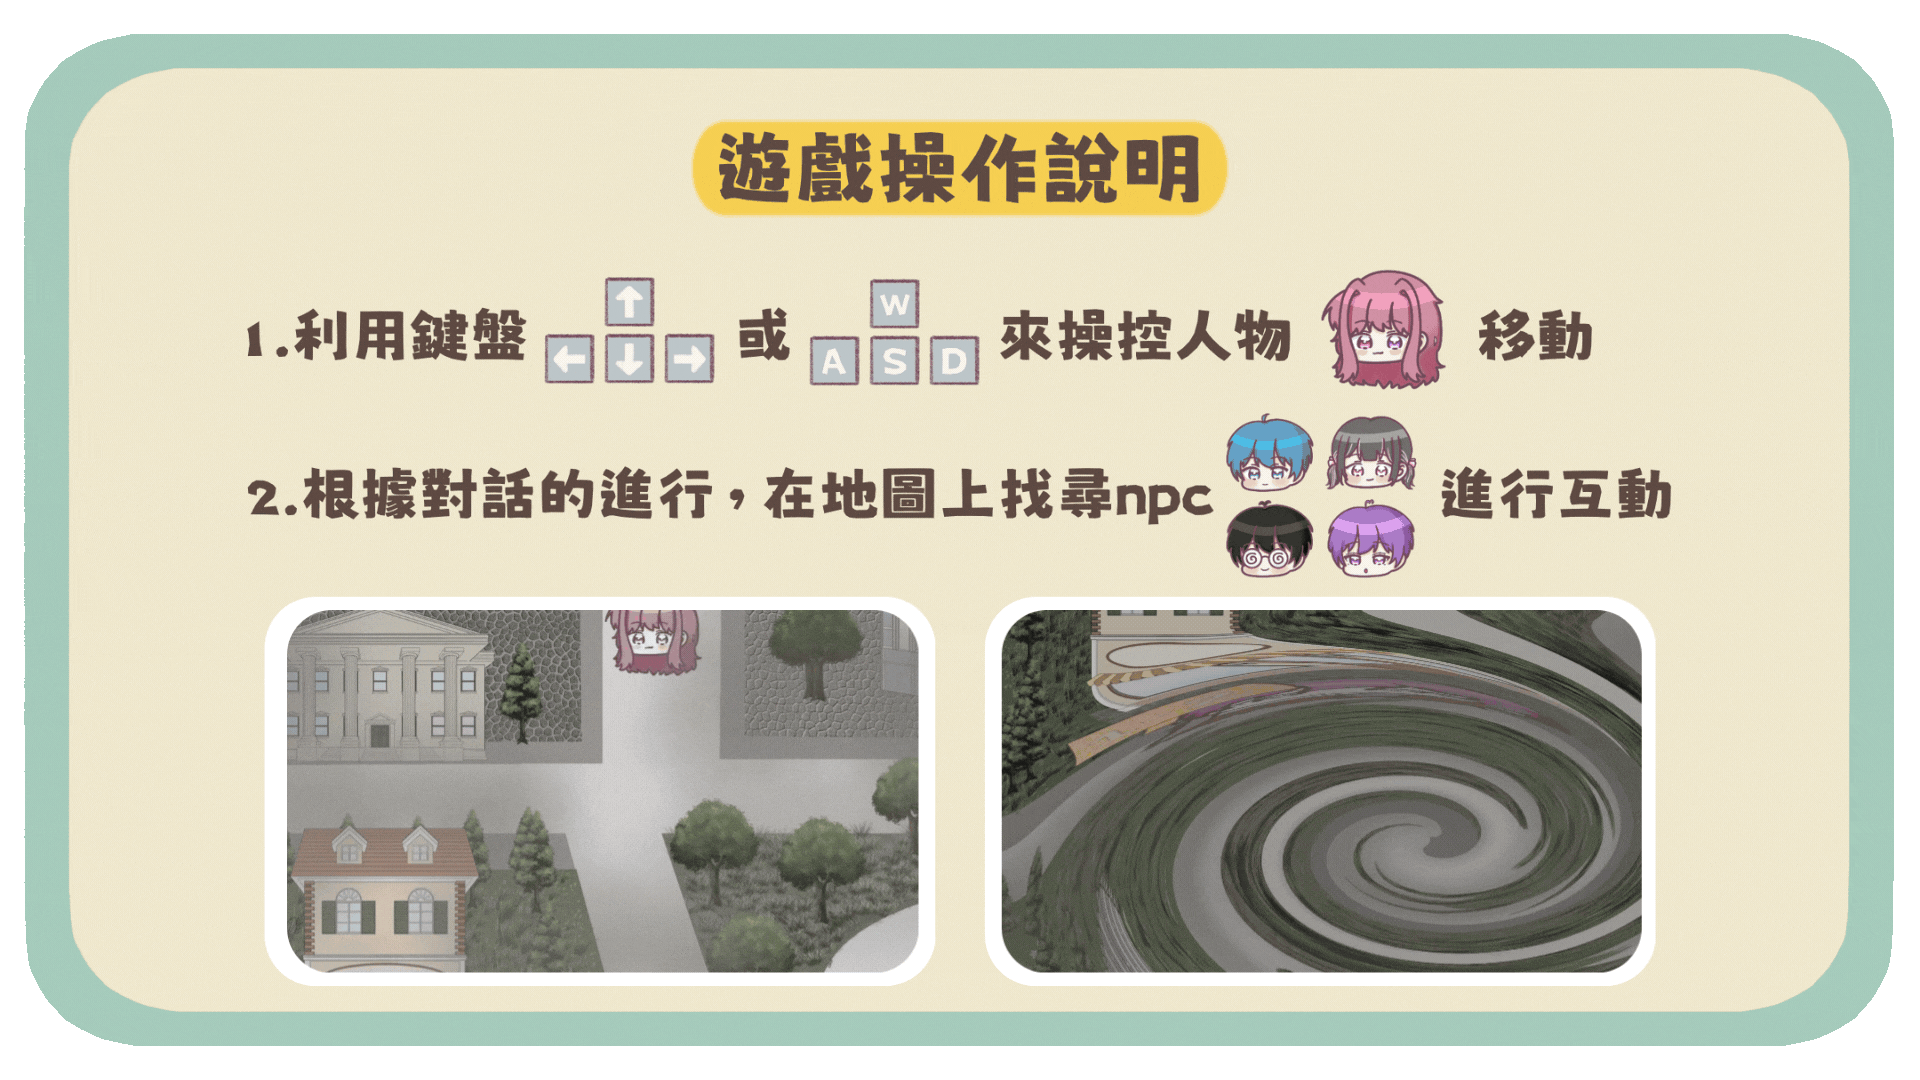 遊戲操作說明
1.利用鍵盤 ↑ ← ↓ → 或 W A S D 來操控人物 移動
2.根據對話的進行，在地圖上找尋npc 進行互動